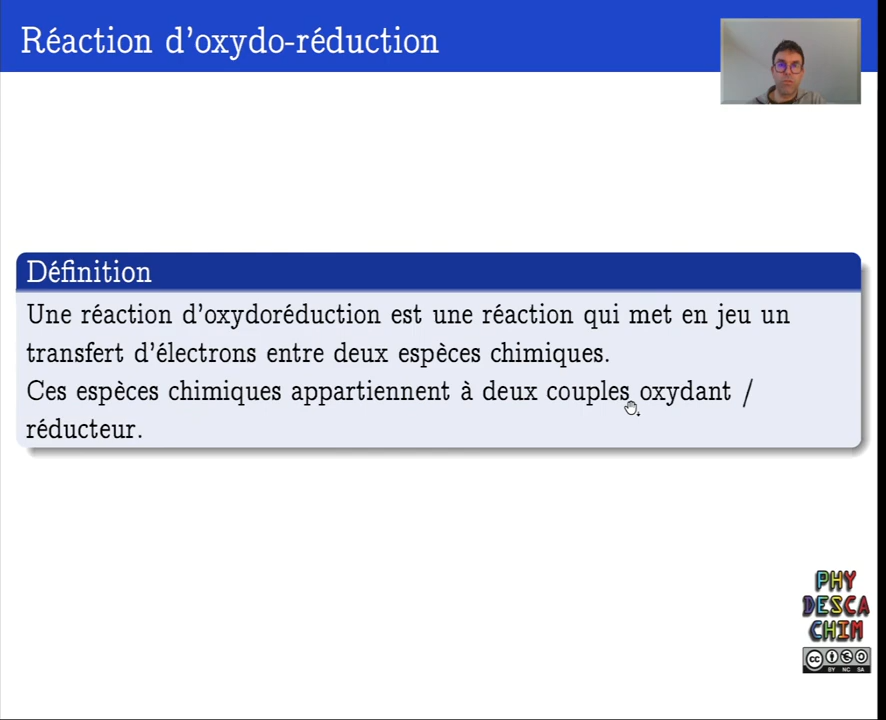 Réaction d'oxydo-réduction
Définition
Une réaction d'oxydoréduction est une réaction qui met en jeu un
transfert d'électrons entre deux espèces chimiques.
Ces espèces chimiques appartiennent à deux couples oxydant /
réducteur.
PHY
DESCA
CHIM
cc
BY NC SA